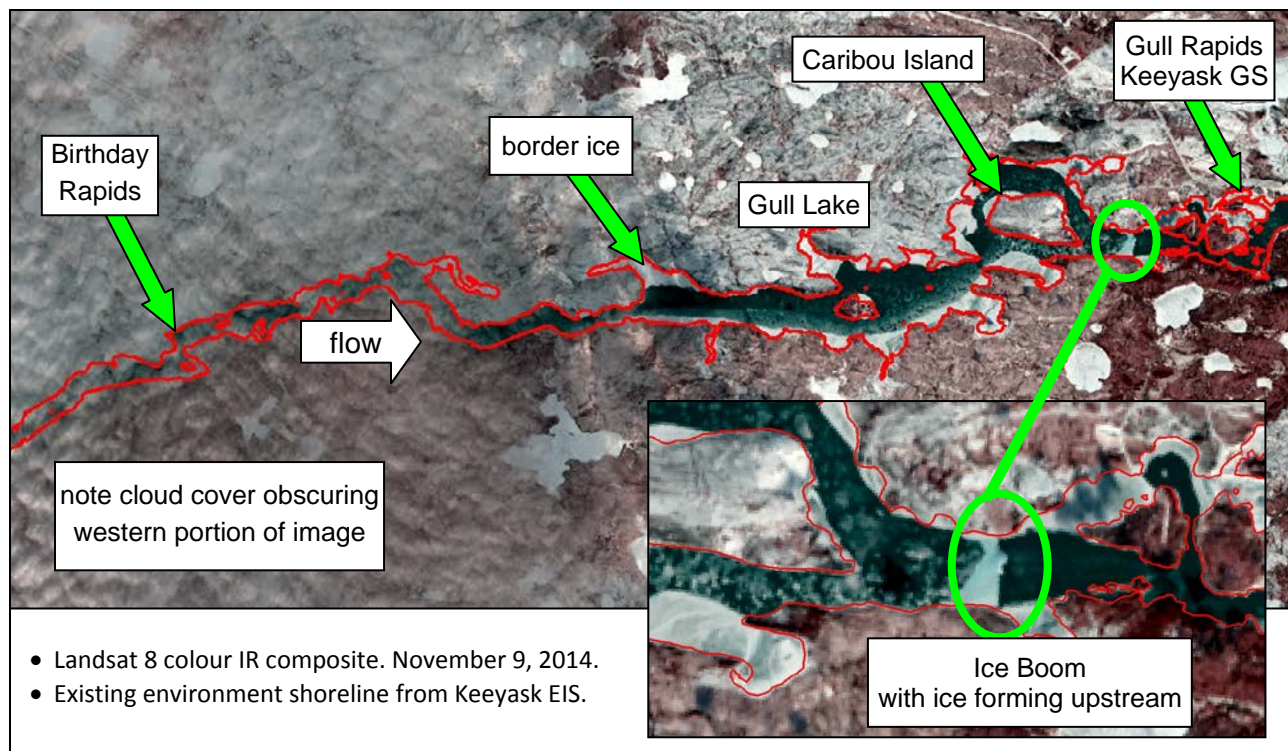 Gull Rapids
Keeyask GS
Caribou Island
border ice
Birthday
Rapids
Gull Lake
flow
note cloud cover obscuring
western portion of image
Ice Boom
with ice forming upstream
• Landsat 8 colour IR composite. November 9, 2014.
• Existing environment shoreline from Keeyask EIS.